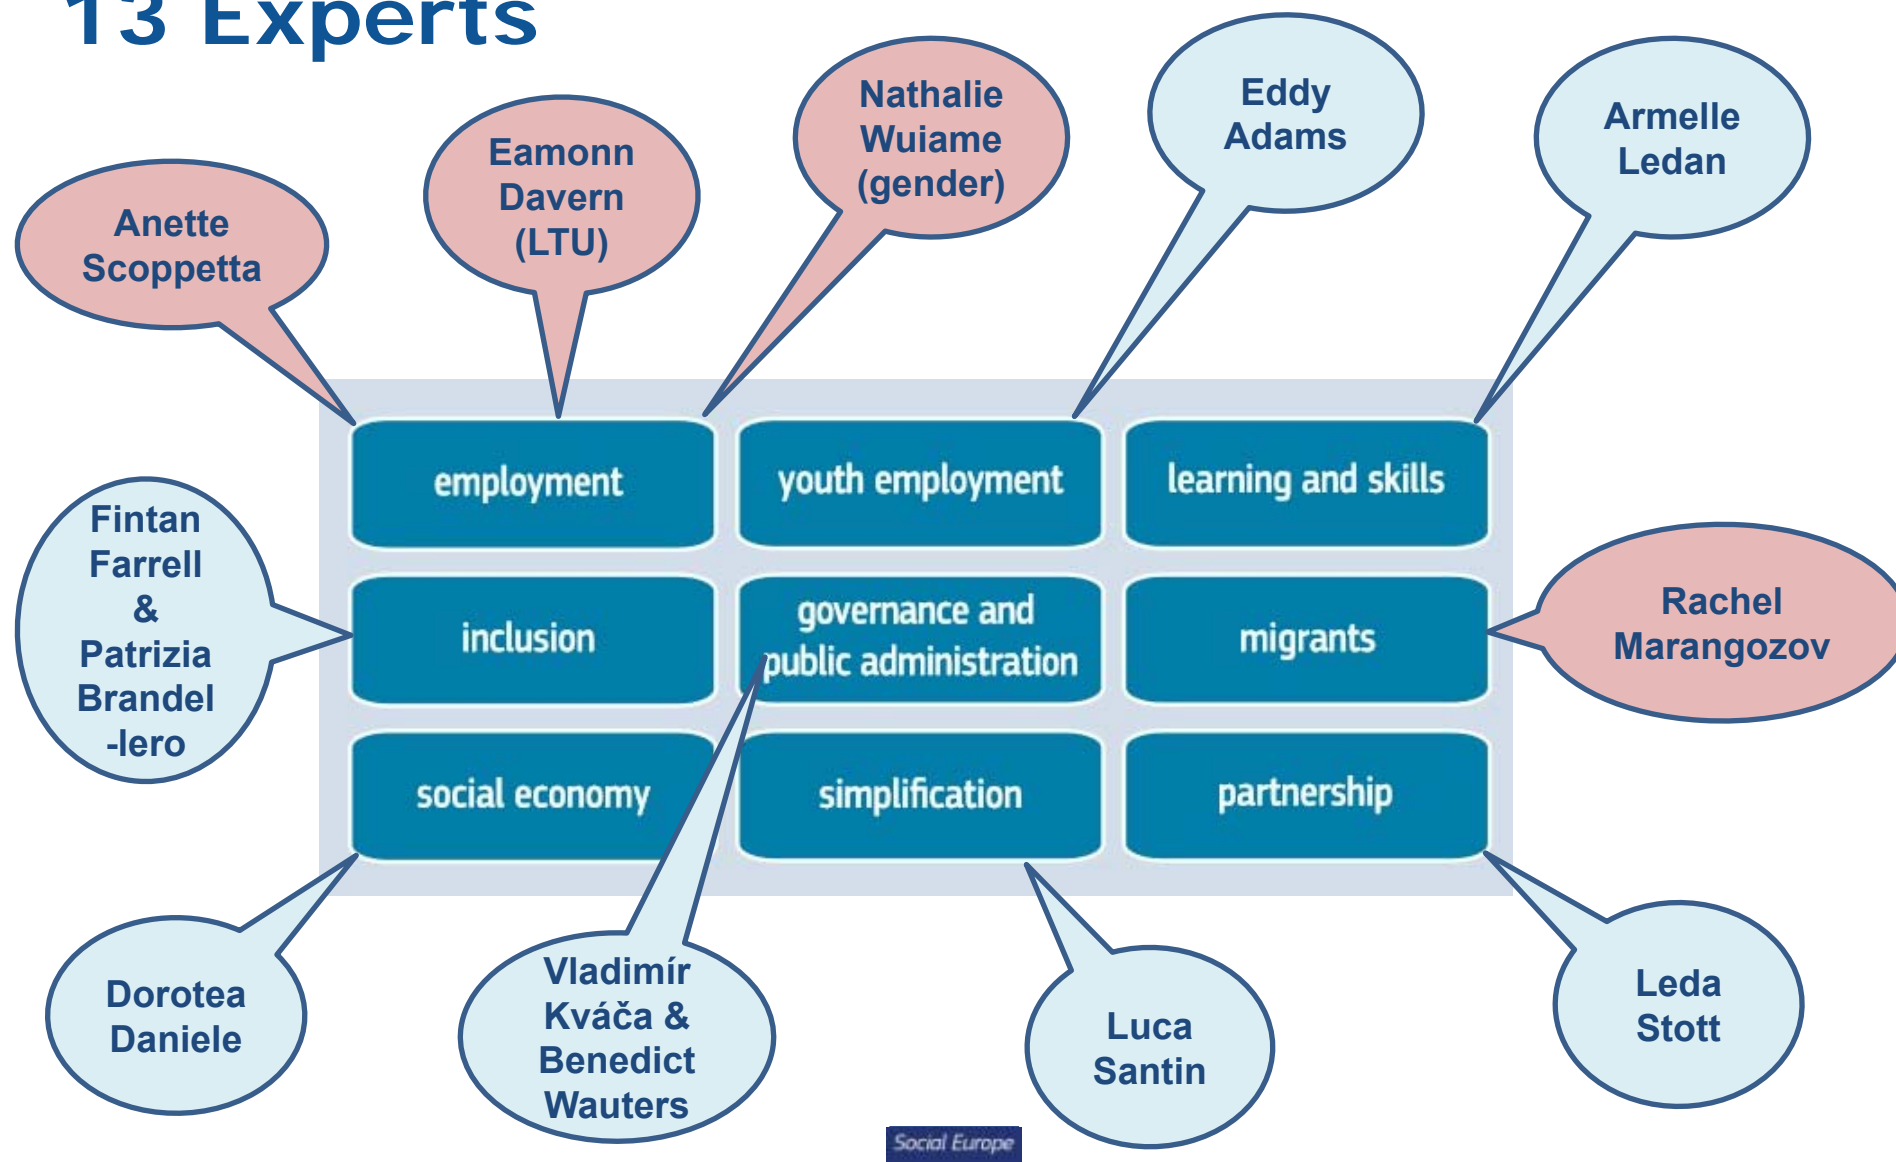 13 Experts
Nathalie
Wuiame
(gender)
Eddy
Adams
Armelle
Ledan
Eamonn
Davern
(LTU)
Anette
Scoppetta
employment
youth employment
learning and skills
Fintan
Farrell
&
Patrizia
Brandel
-lero
inclusion
governance and
public administration
migrants
Rachel
Marangozov
social economy
simplification
partnership
Dorotea
Daniele
Vladimír
Kváča &
Benedict
Wauters
Luca
Santin
Leda
Stott
Social Europe